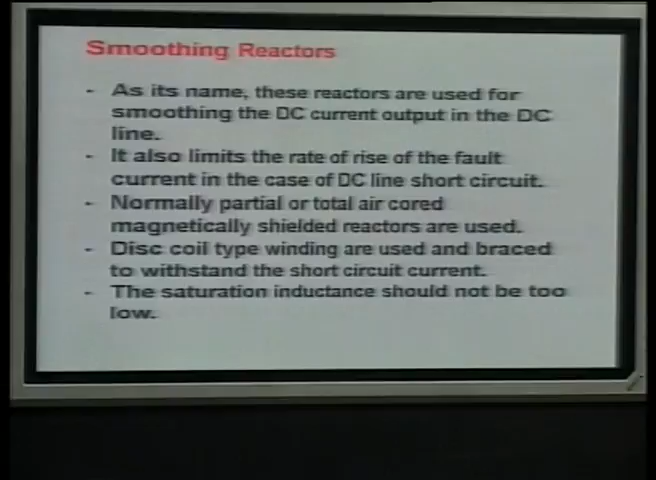 Smoothing Reactors
- As its name, these reactors are used for
smoothing the DC current output in the DC
line.
- It also limits the rate of rise of the fault
current in the case of DC line short circuit.
- Normally partial or total air cored
magnetically shielded reactors are used.
- Disc coil type winding are used and braced
to withstand the short circuit current.
- The saturation inductance should not be too
low.